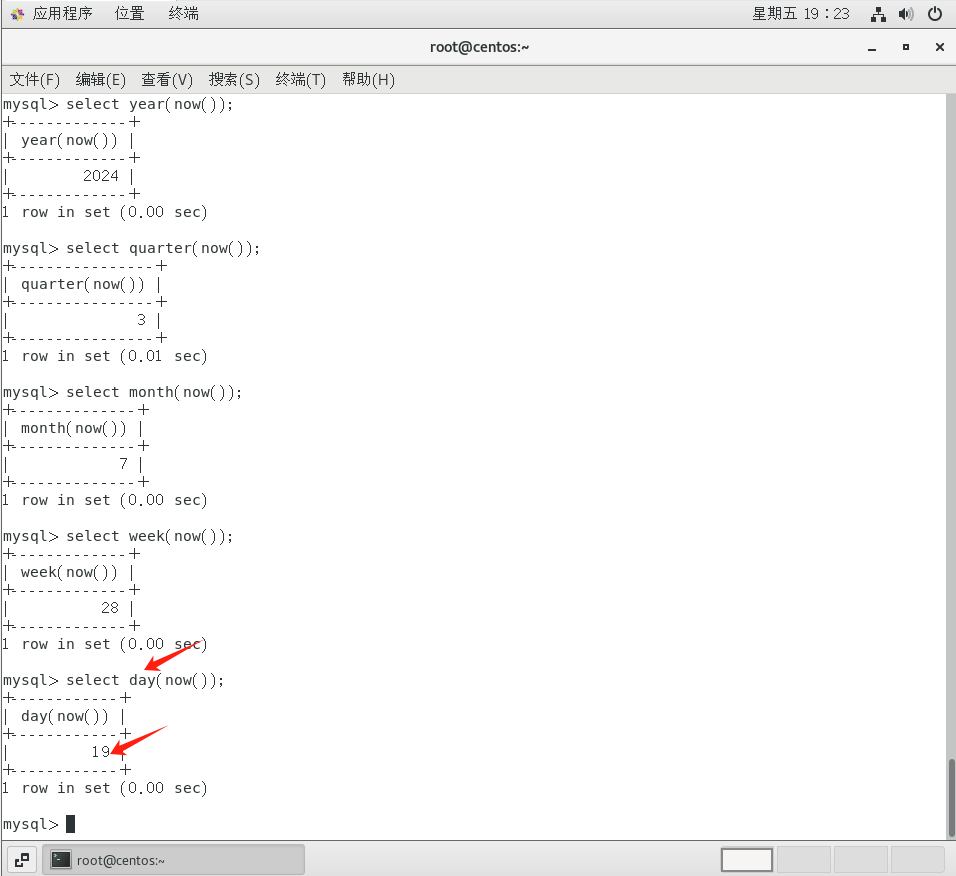 应用程序 位置 终端 星期五 19：23
root@centos:~
文件(F) 编辑(E) 查看(V) 搜索(S) 终端(T) 帮助(H)
mysql> select year(now());
+-------------+
| year(now()) |
+-------------+
|        2024 |
+-------------+
1 row in set (0.00 sec)
mysql> select quarter(now());
+----------------+
| quarter(now()) |
+----------------+
|              3 |
+----------------+
1 row in set (0.01 sec)
mysql> select month(now());
+--------------+
| month(now()) |
+--------------+
|            7 |
+--------------+
1 row in set (0.00 sec)
mysql> select week(now());
+-------------+
| week(now()) |
+-------------+
|          28 |
+-------------+
1 row in set (0.00 sec)
mysql> select day(now());
+------------+
| day(now()) |
+------------+
|         19 |
+------------+
1 row in set (0.00 sec)
mysql>
root@centos:~